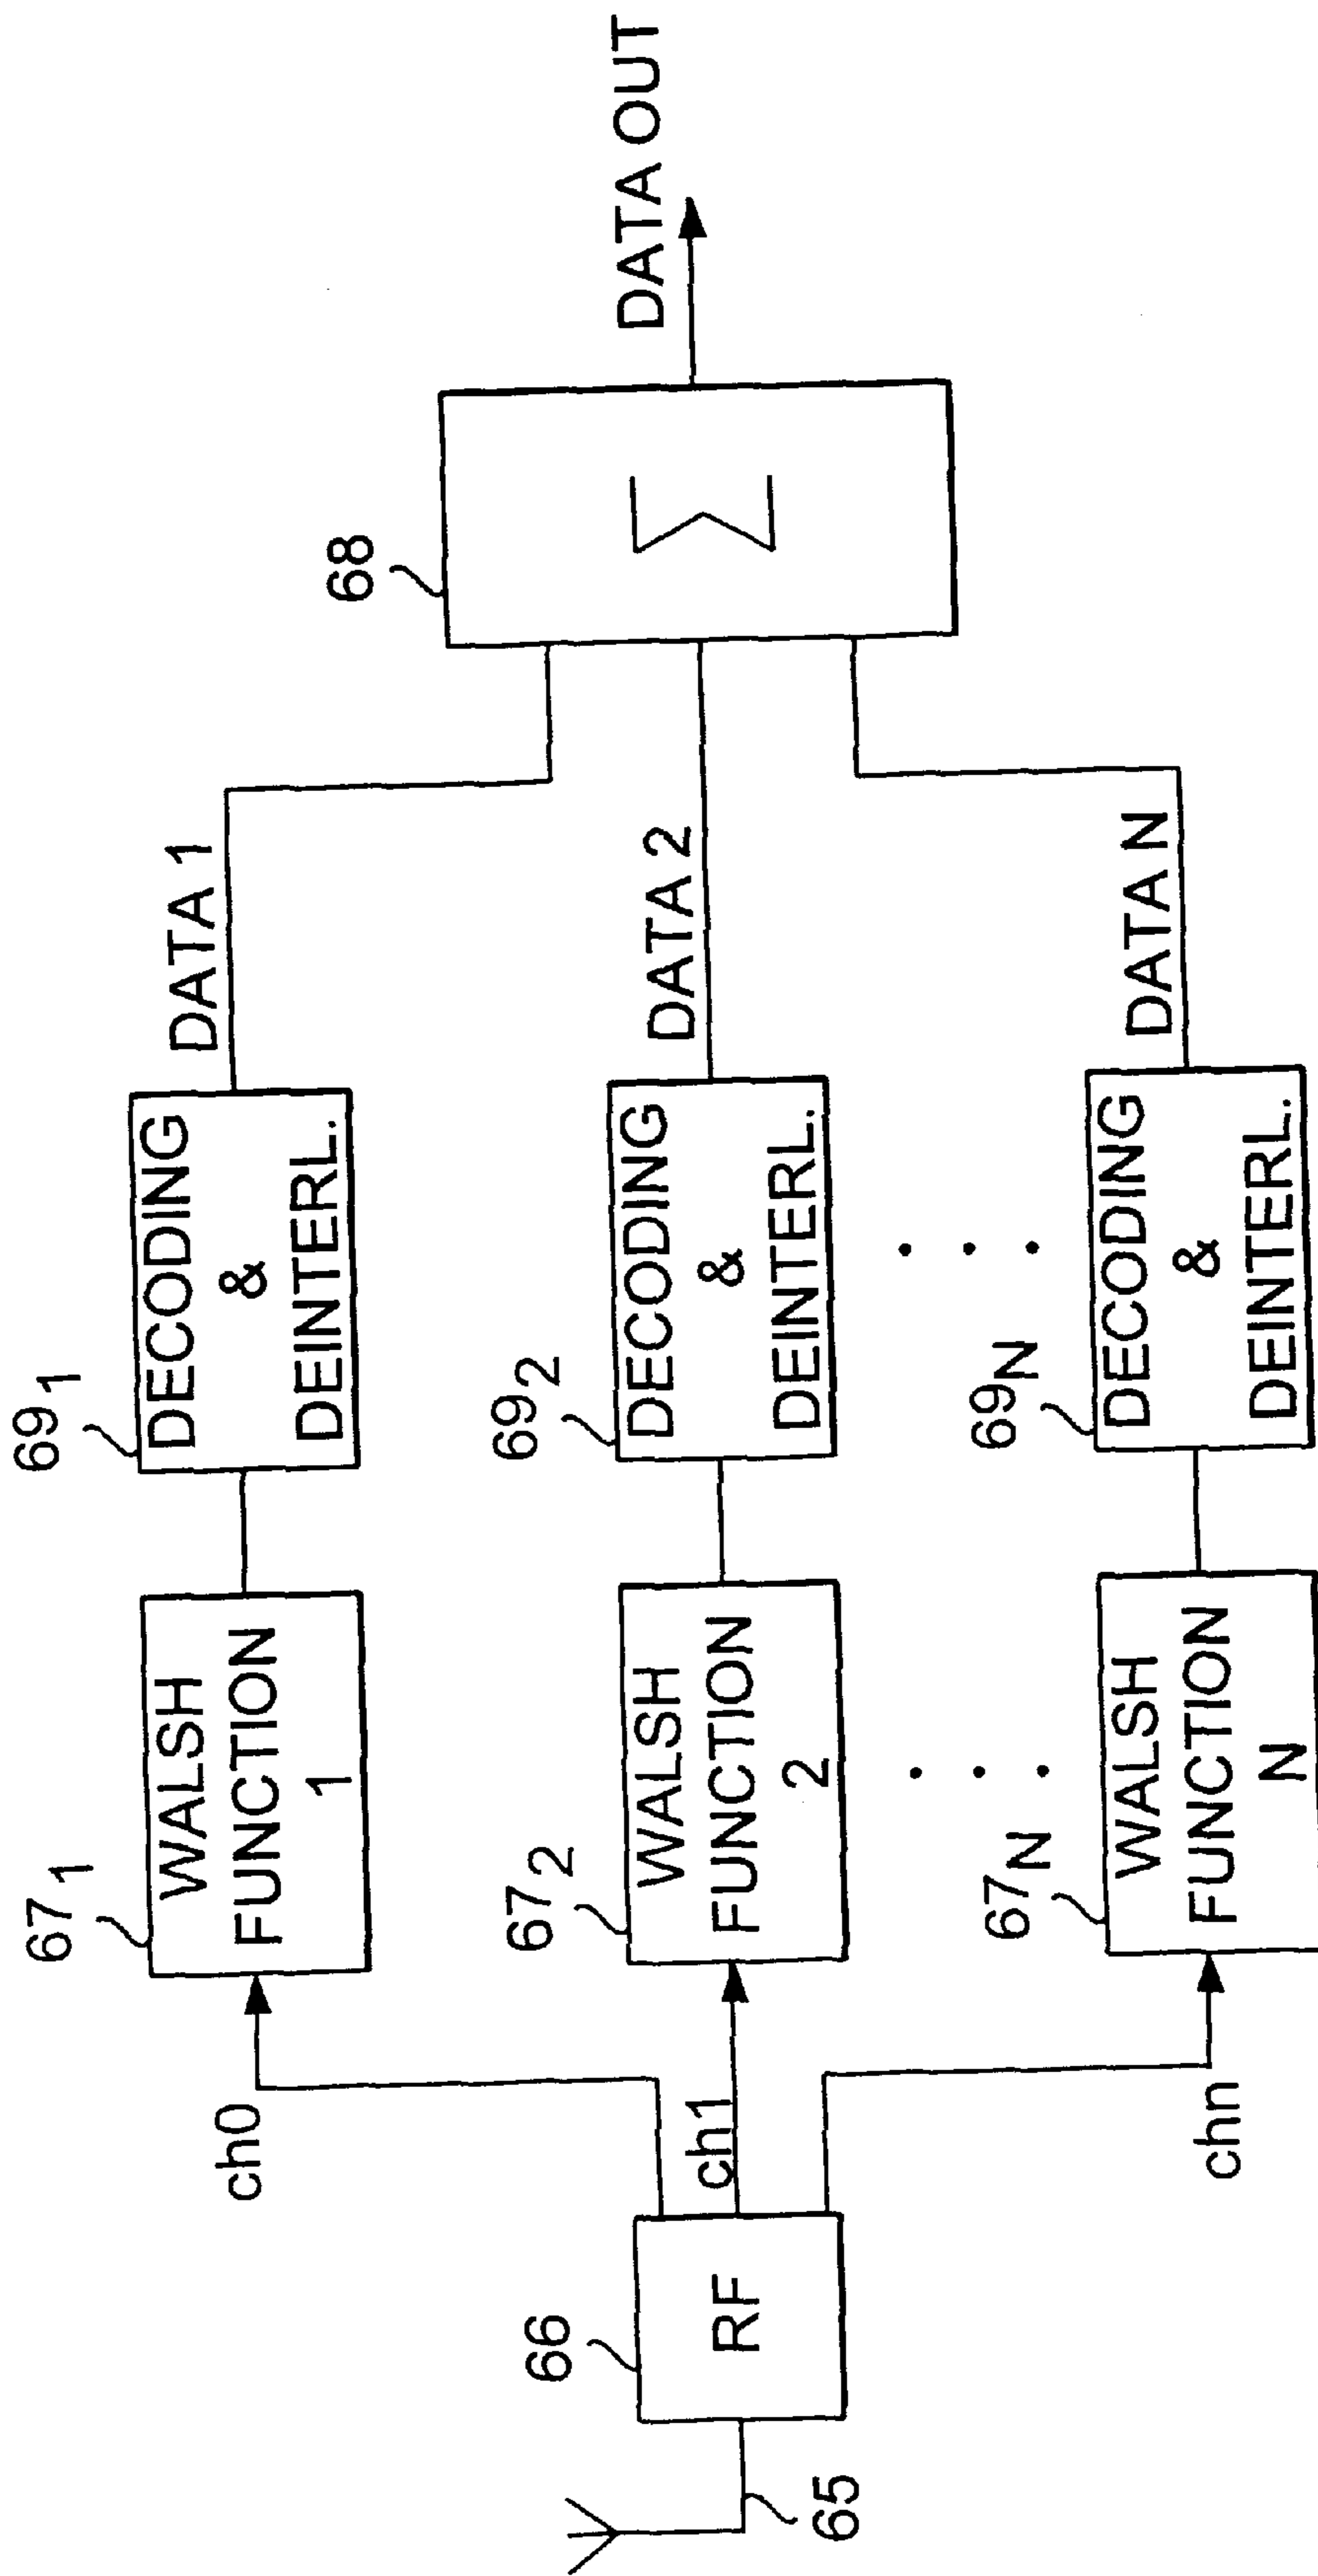 65
66
RF
ch0
ch1
chn
67₁
WALSH
FUNCTION
1
67₂
WALSH
FUNCTION
2
67N
WALSH
FUNCTION
N
69₁
DECODING
&
DEINTERL.
69₂
DECODING
&
DEINTERL.
69N
DECODING
&
DEINTERL.
DATA 1
DATA 2
DATA N
68
Σ
DATA OUT